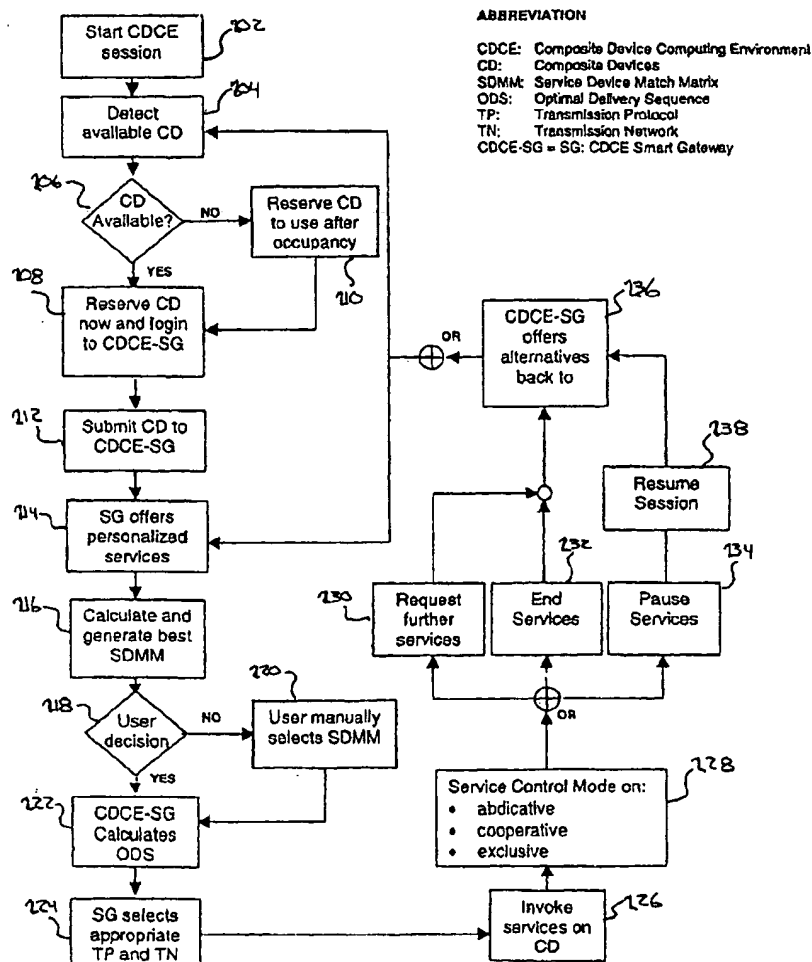 ABBREVIATION
CDCE: Composite Device Computing Environment
CD: Composite Devices
SDMM: Service Device Match Matrix
ODS: Optimal Delivery Sequence
TP: Transmission Protocol
TN: Transmission Network
CDCE-SG = SG: CDCE Smart Gateway
Start CDCE
session
202
Detect
available CD
204
206
CD
Available?
NO
YES
Reserve CD
to use after
occupancy
210
208
Reserve CD
now and login
to CDCE-SG
212
Submit CD to
CDCE-SG
214
SG offers
personalized
services
216
Calculate and
generate best
SDMM
218
User
decision
NO
YES
220
User manually
selects SDMM
222
CDCE-SG
Calculates
ODS
224
SG selects
appropriate
TP and TN
Invoke
services on
CD
226
Service Control Mode on:
• abdicative
• cooperative
• exclusive
228
OR
230
Request
further
services
232
End
Services
234
Pause
Services
238
Resume
Session
236
CDCE-SG
offers
alternatives
back to
OR